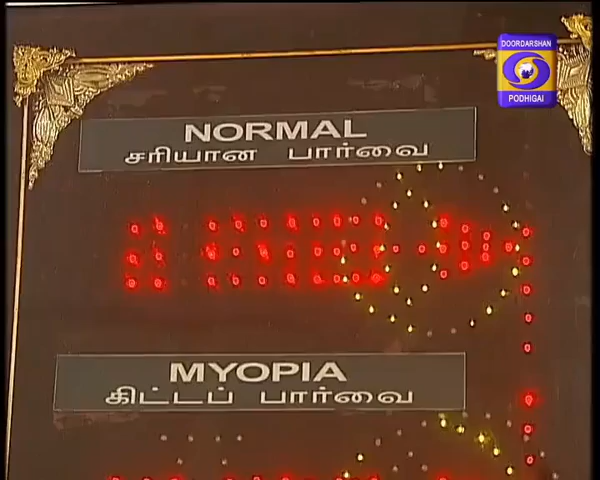 DOORDARSHAN
PODHIGAI
NORMAL
சரியான பார்வை
MYOPIA
கிட்டப் பார்வை